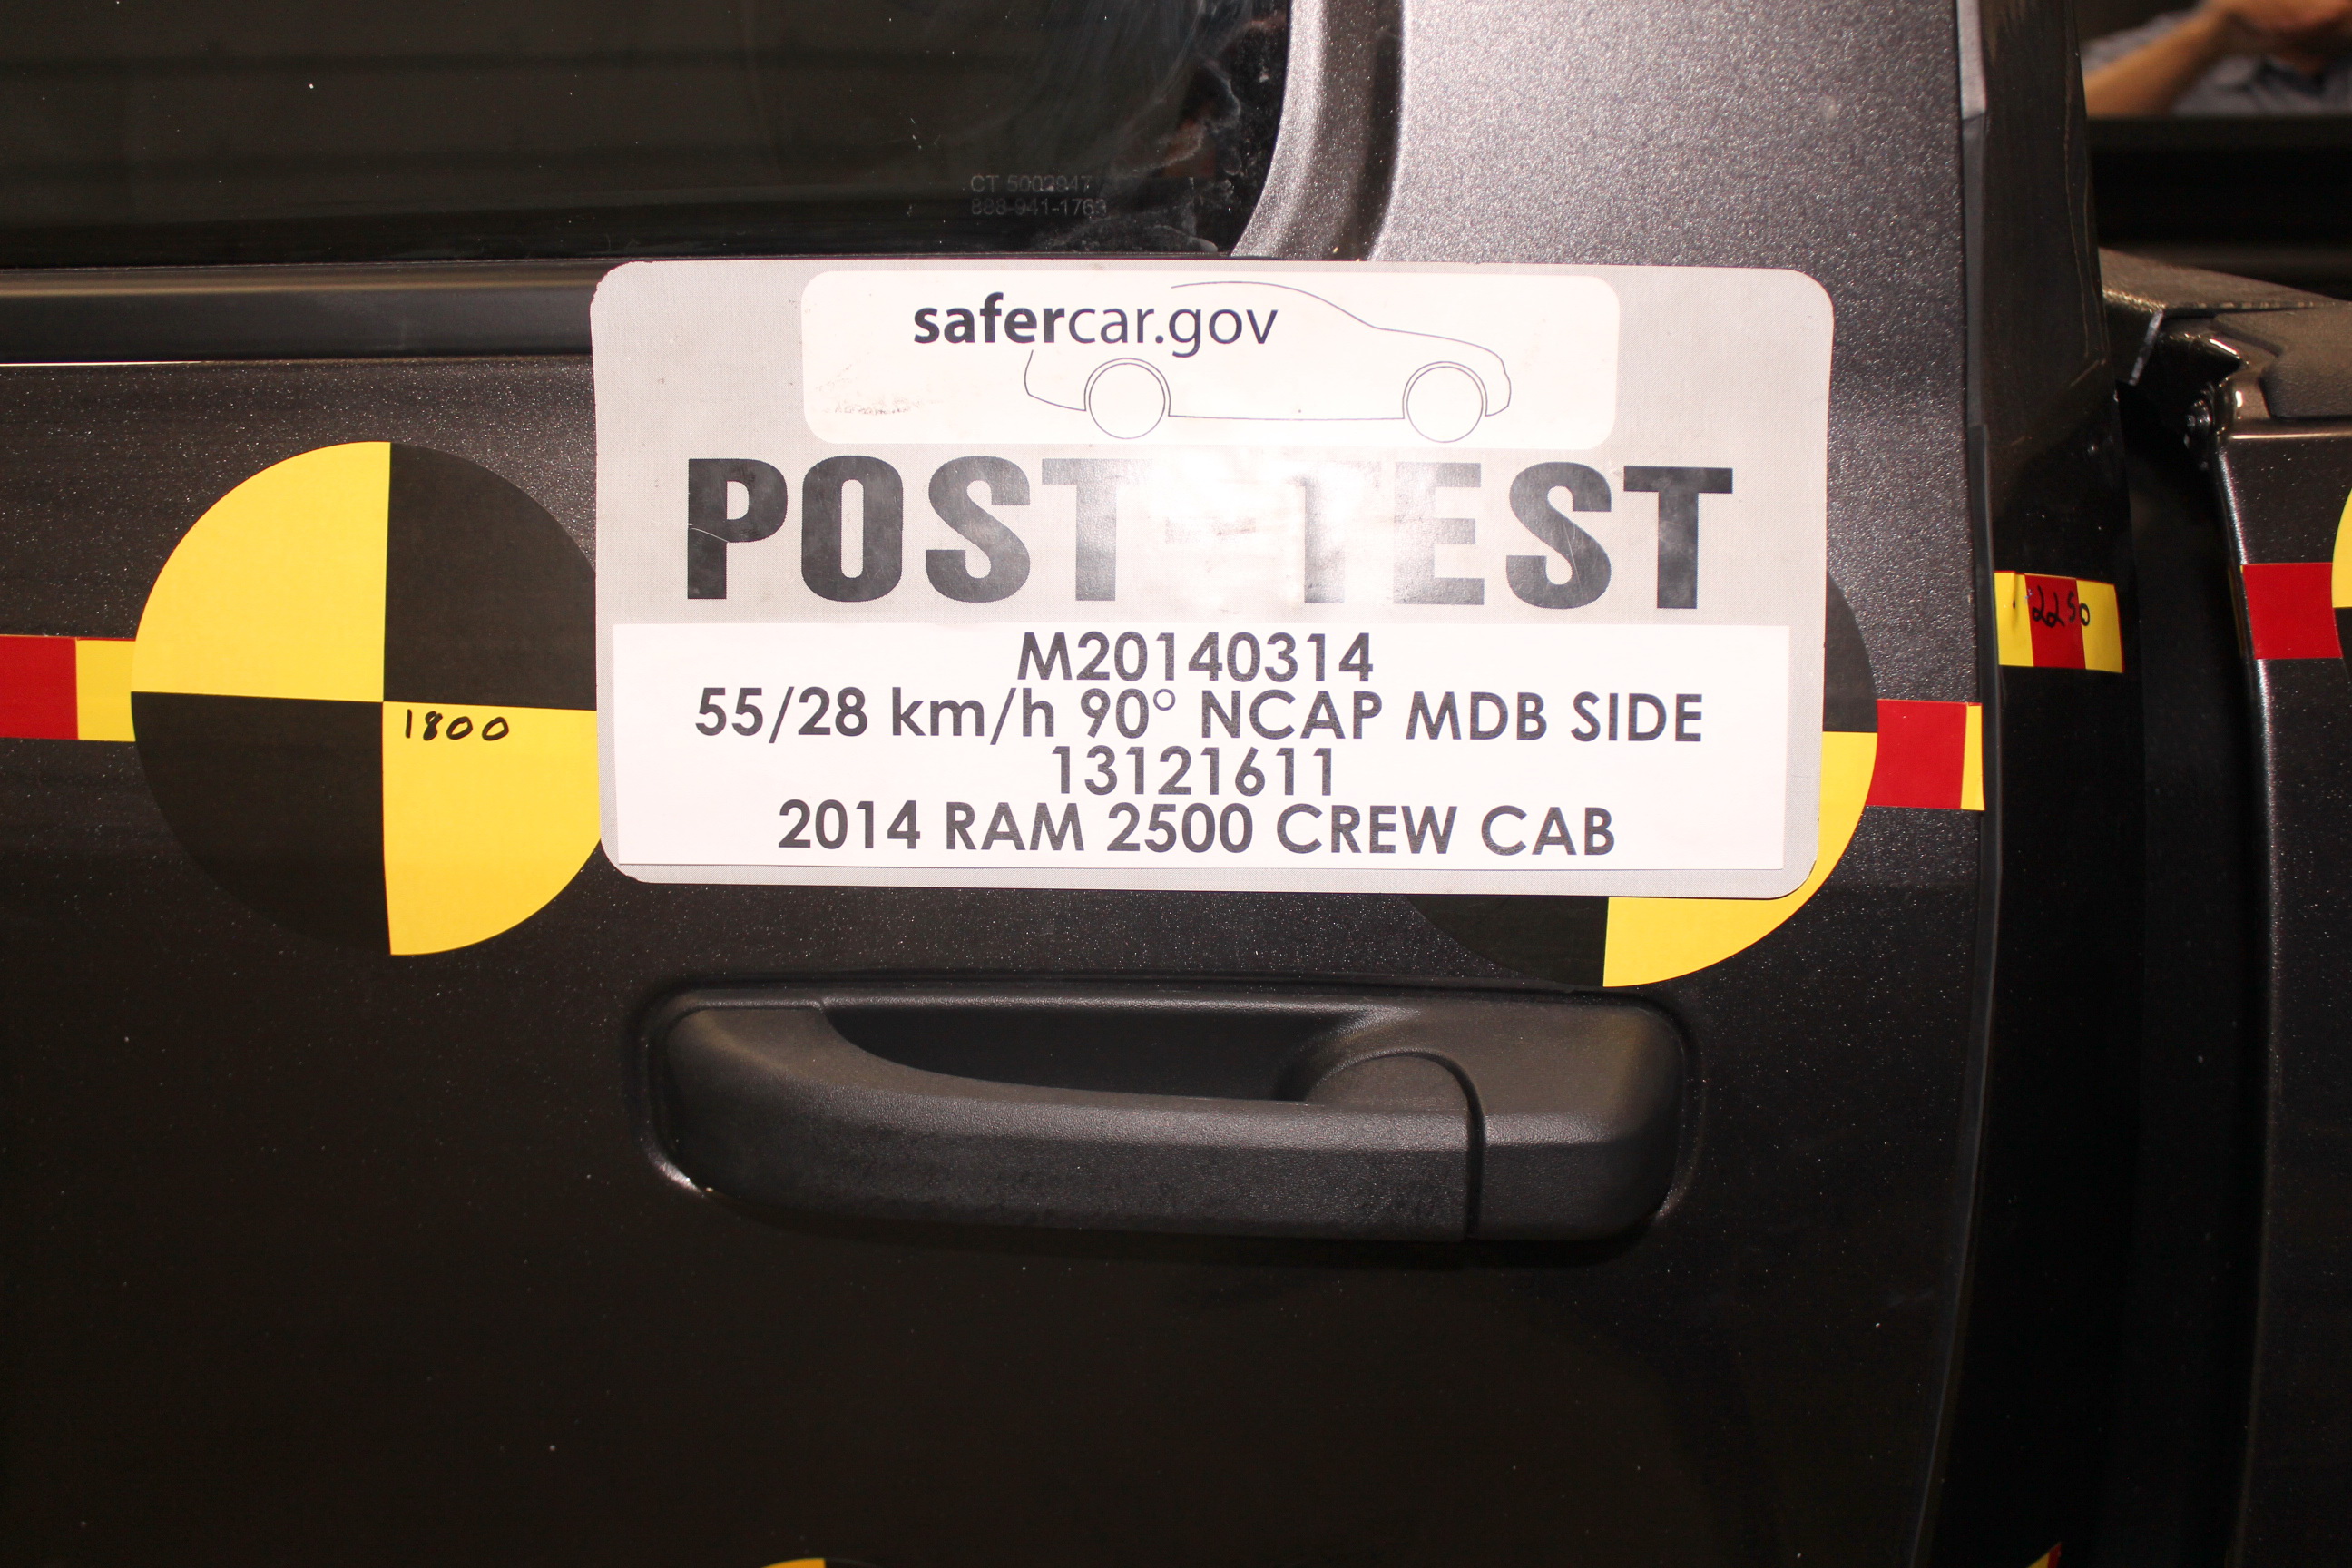 CT 5002947
888-941-1763
safercar.gov
POST-TEST
M20140314
55/28 km/h 90° NCAP MDB SIDE
13121611
2014 RAM 2500 CREW CAB
1800
2250